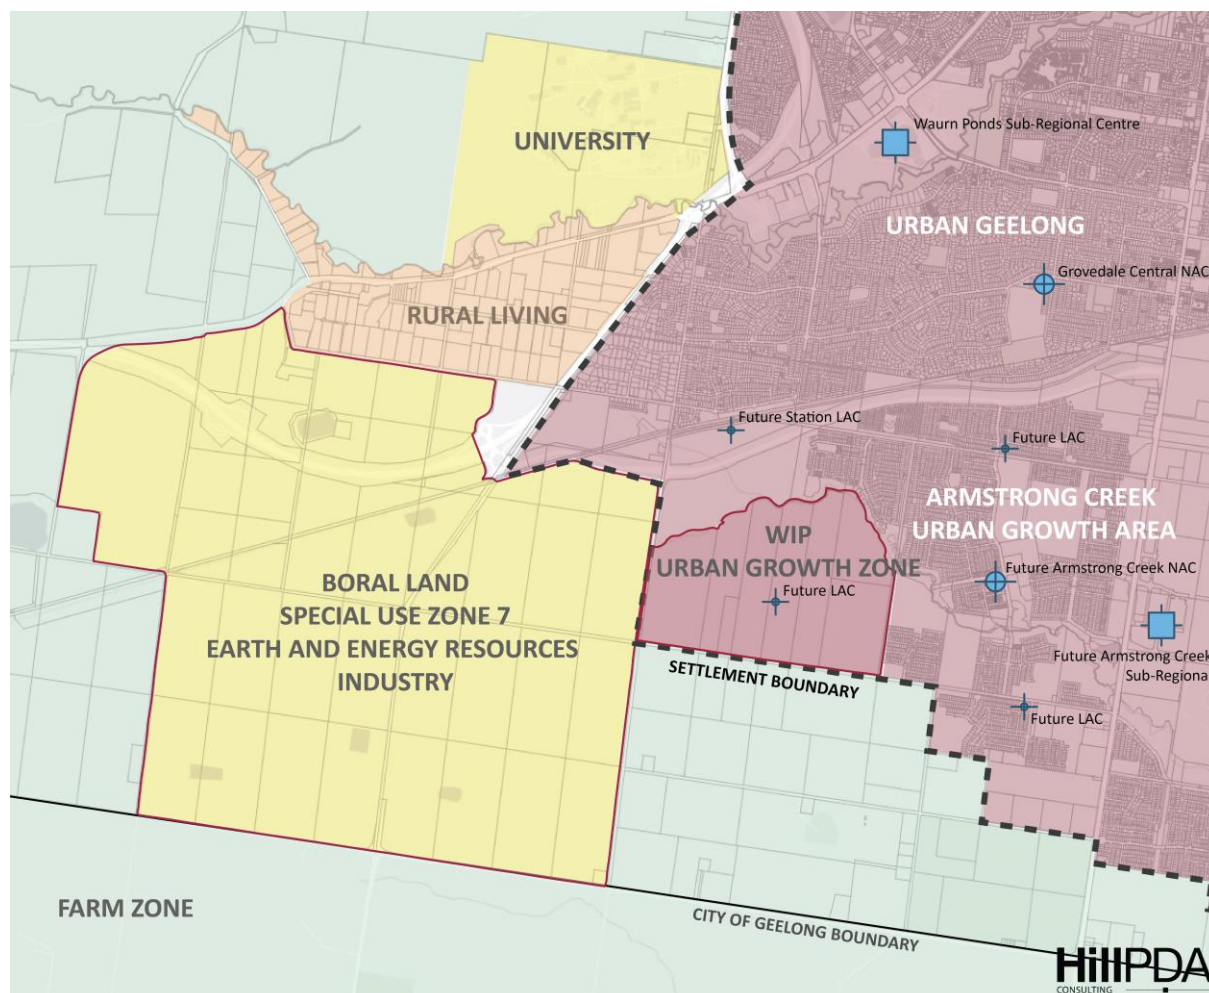 UNIVERSITY
Waurn Ponds Sub-Regional Centre
URBAN GEELONG
Grovedale Central NAC
RURAL LIVING
Future Station LAC
Future LAC
ARMSTRONG CREEK
URBAN GROWTH AREA
WIP
URBAN GROWTH ZONE
Future LAC
Future Armstrong Creek NAC
BORAL LAND
SPECIAL USE ZONE 7
EARTH AND ENERGY RESOURCES
INDUSTRY
SETTLEMENT BOUNDARY
Future Armstrong Creek
Sub-Regional
Future LAC
FARM ZONE
CITY OF GEELONG BOUNDARY
HillPDA
CONSULTING